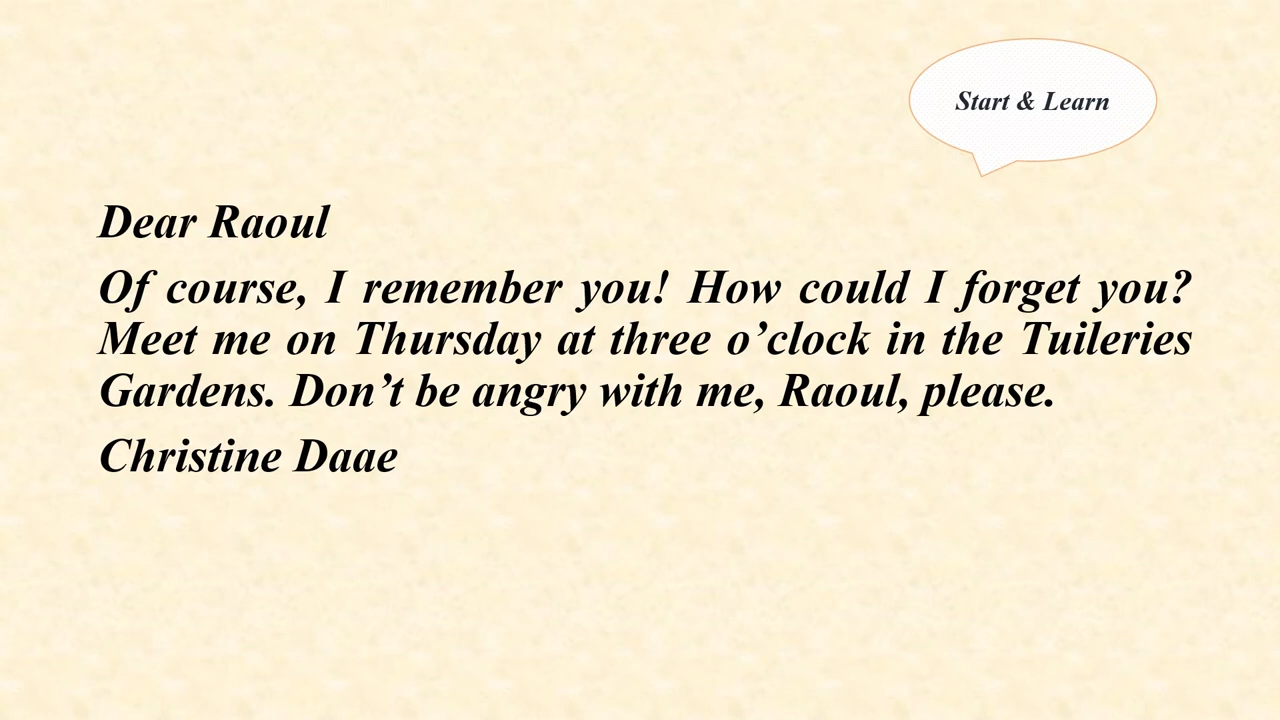 Start & Learn
Dear Raoul
Of course, I remember you! How could I forget you?
Meet me on Thursday at three o’clock in the Tuileries
Gardens. Don’t be angry with me, Raoul, please.
Christine Daae